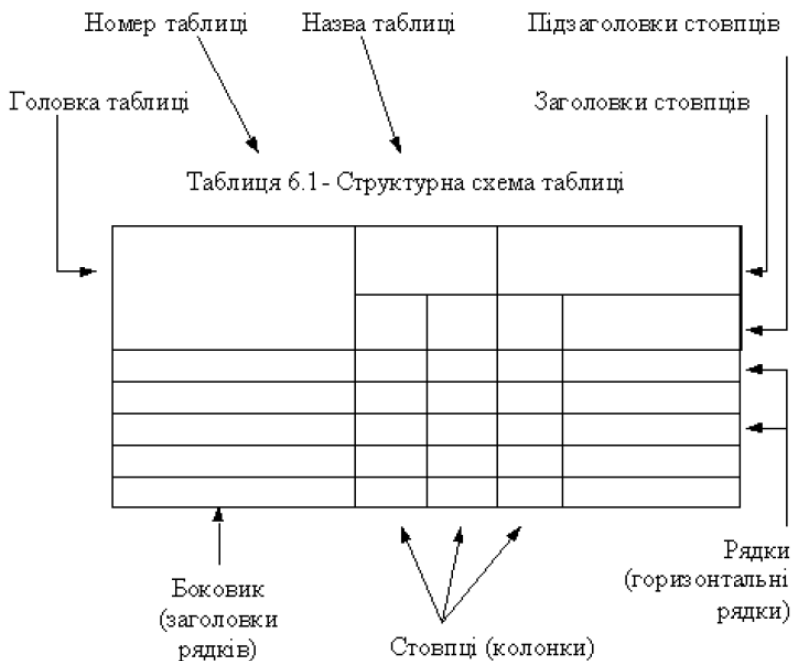 Номер таблиці Назва таблиці Підзаголовки стовпців
Головка таблиці Заголовки стовпців
Таблиця 6.1- Структурна схема таблиці
Рядки
(горизонтальні
рядки)
Боковик
(заголовки
рядків)
Стовпці (колонки)